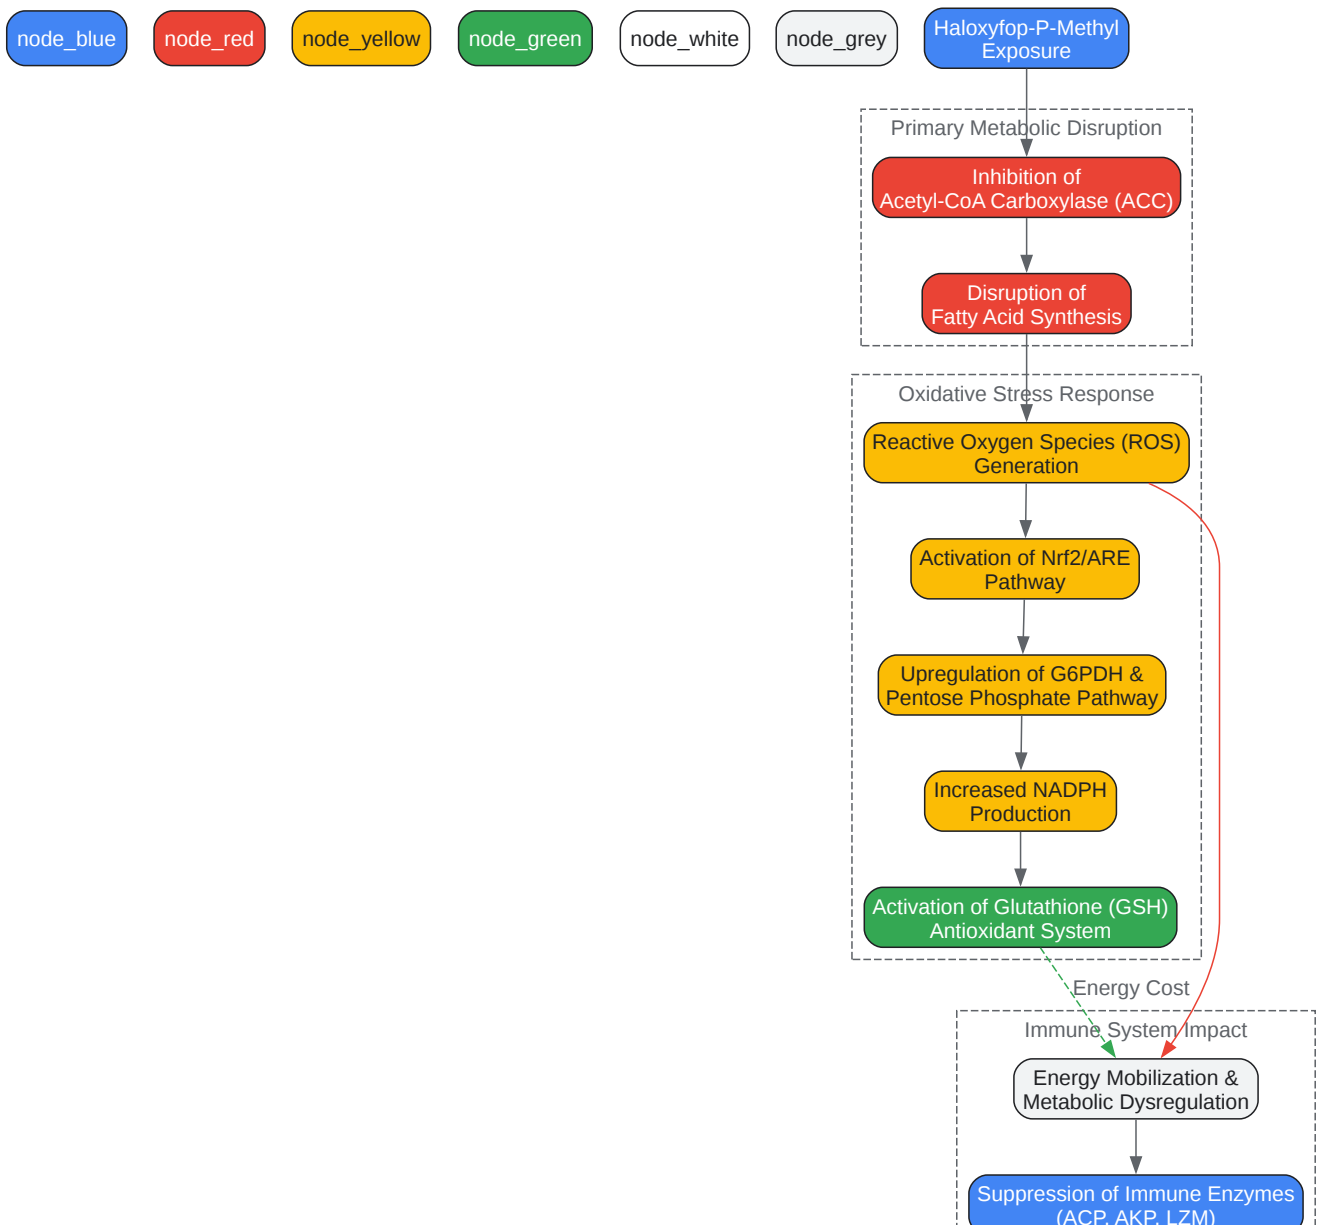 node_blue
node_red
node_yellow
node_green
node_white
node_grey
Haloxyfop-P-Methyl
Exposure
Primary Metabolic Disruption
Inhibition of
Acetyl-CoA Carboxylase (ACC)
Disruption of
Fatty Acid Synthesis
Oxidative Stress Response
Reactive Oxygen Species (ROS)
Generation
Activation of Nrf2/ARE
Pathway
Upregulation of G6PDH &
Pentose Phosphate Pathway
Increased NADPH
Production
Activation of Glutathione (GSH)
Antioxidant System
Energy Cost
Immune System Impact
Energy Mobilization &
Metabolic Dysregulation
Suppression of Immune Enzymes
(ACP, AKP, LZM)